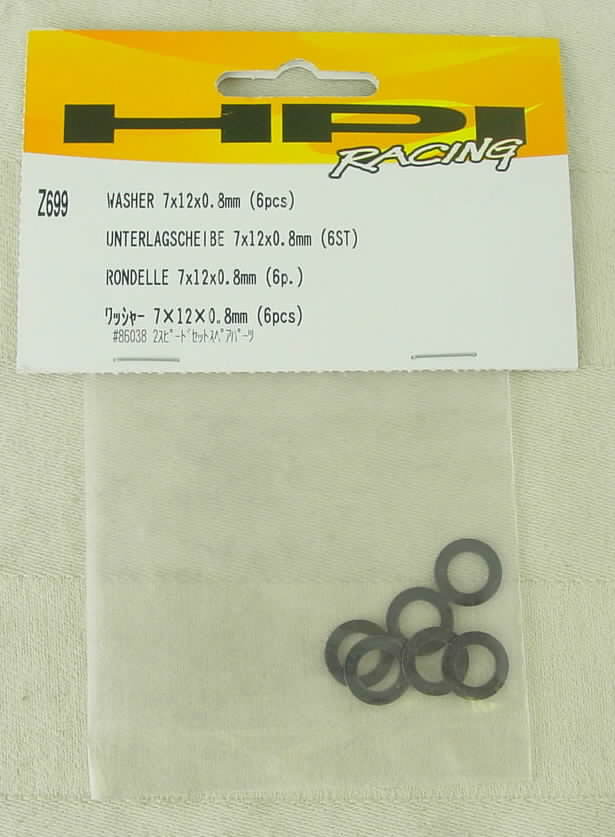 HPI
RACING
Z699
WASHER 7x12x0.8mm (6pcs)
UNTERLAGSCHEIBE 7x12x0.8mm (6ST)
RONDELLE 7x12x0.8mm (6p.)
ワッシャー 7×12×0.8mm (6pcs)
#86038 2スピードセットスペアパーツ